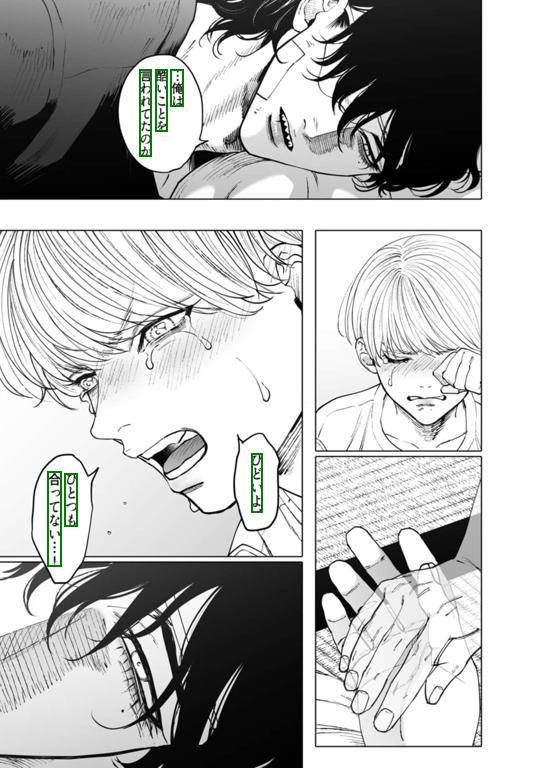 …俺は
酷いことを
言われてたのか
ひどいよ
ひとつも
合ってない…！